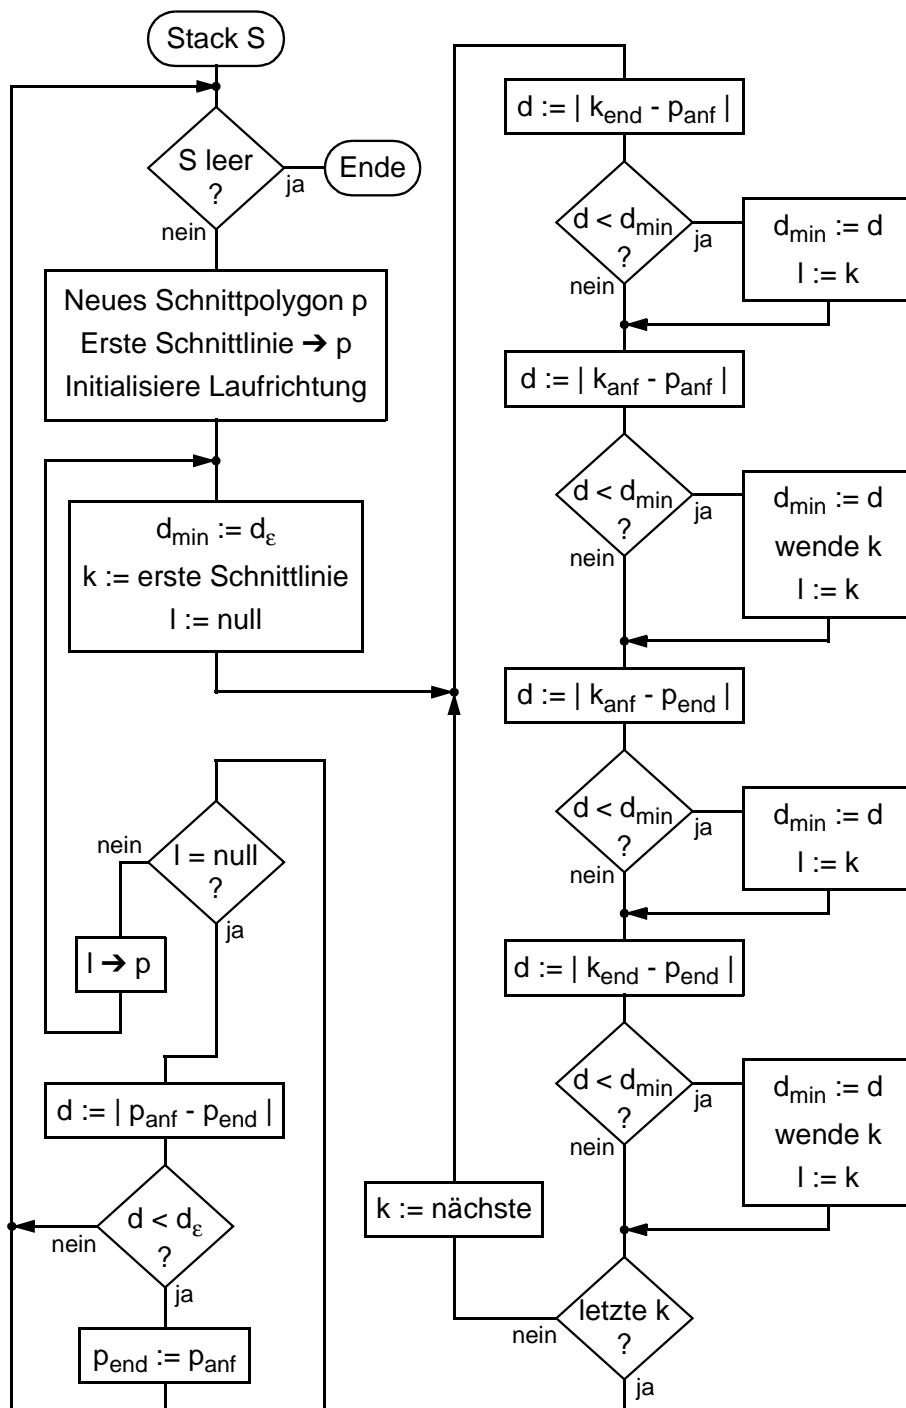 Stack S
S leer
?
ja
Ende
nein
Neues Schnittpolygon p
Erste Schnittlinie ➔ p
Initialisiere Laufrichtung
d_min := d_ε
k := erste Schnittlinie
l := null
l = null
?
nein
ja
l ➔ p
d := | p_anf - p_end |
d < d_ε
?
nein
ja
p_end := p_anf
d := | k_end - p_anf |
d < d_min
?
ja
nein
d_min := d
l := k
d := | k_anf - p_anf |
d < d_min
?
ja
nein
d_min := d
wende k
l := k
d := | k_anf - p_end |
d < d_min
?
ja
nein
d_min := d
l := k
d := | k_end - p_end |
d < d_min
?
ja
nein
d_min := d
wende k
l := k
k := nächste
letzte k
?
nein
ja